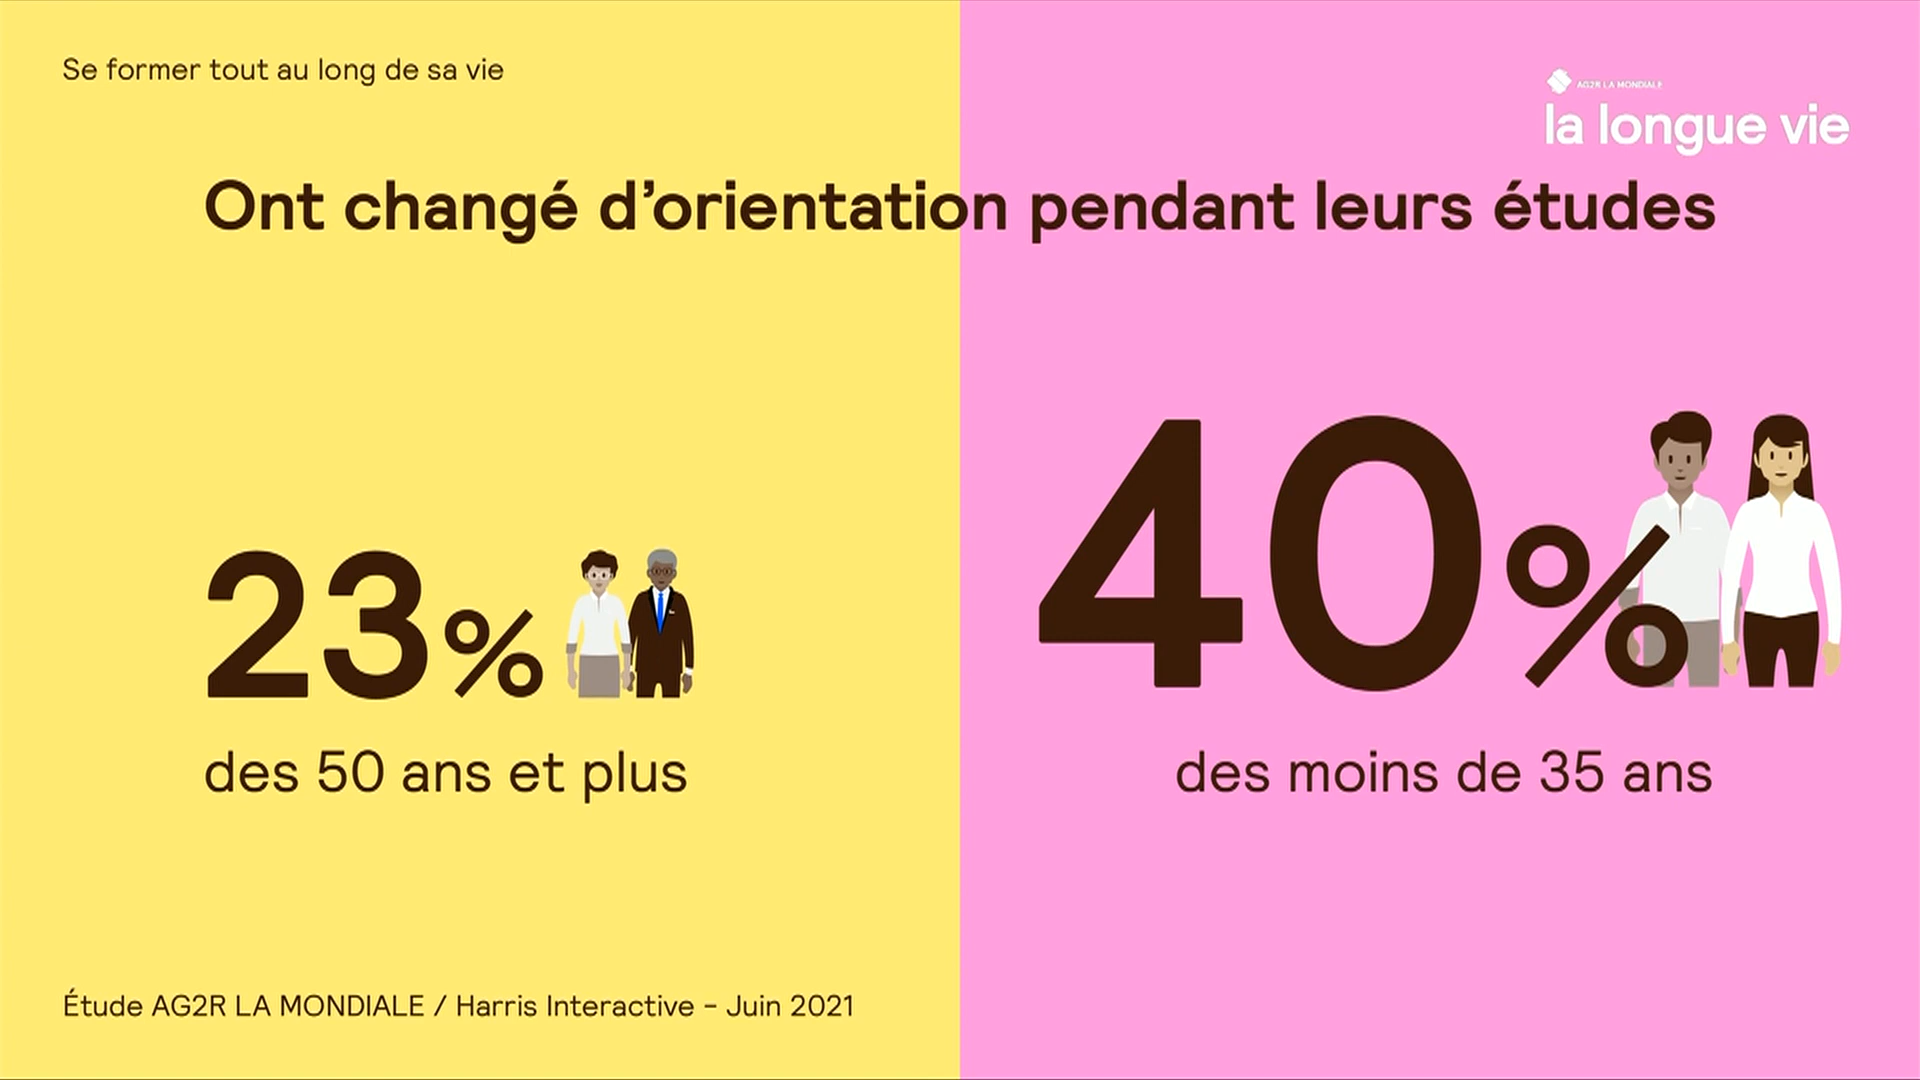 Se former tout au long de sa vie
AG2R LA MONDIALE
la longue vie
Ont changé d’orientation pendant leurs études
23%
des 50 ans et plus
40%
des moins de 35 ans
Étude AG2R LA MONDIALE / Harris Interactive – Juin 2021